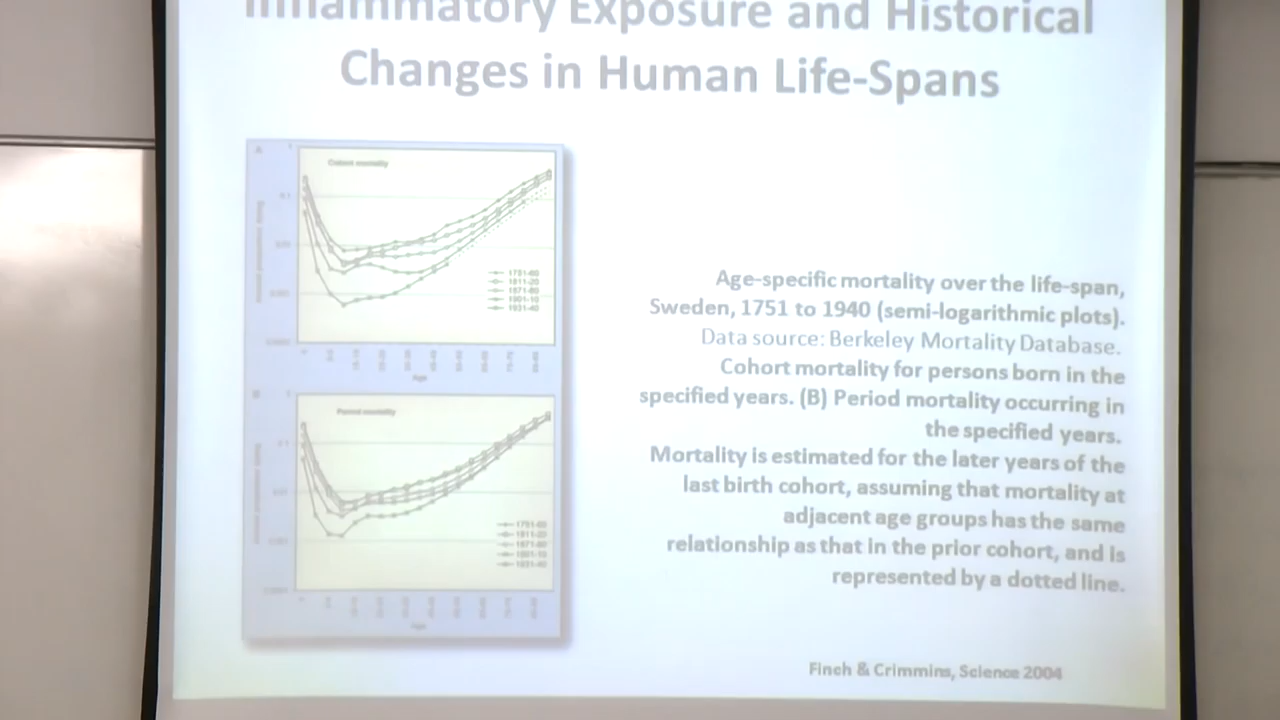 Inflammatory Exposure and Historical
Changes in Human Life-Spans
A
Cohort mortality
0.1
1751-60
1811-20
1871-80
1901-10
1931-40
Age
B
Period mortality
0.1
1751-60
1811-20
1871-80
1901-10
1931-40
Age
Age-specific mortality over the life-span,
Sweden, 1751 to 1940 (semi-logarithmic plots).
Data source: Berkeley Mortality Database.
Cohort mortality for persons born in the
specified years. (B) Period mortality occurring in
the specified years.
Mortality is estimated for the later years of the
last birth cohort, assuming that mortality at
adjacent age groups has the same
relationship as that in the prior cohort, and is
represented by a dotted line.
Finch & Crimmins, Science 2004